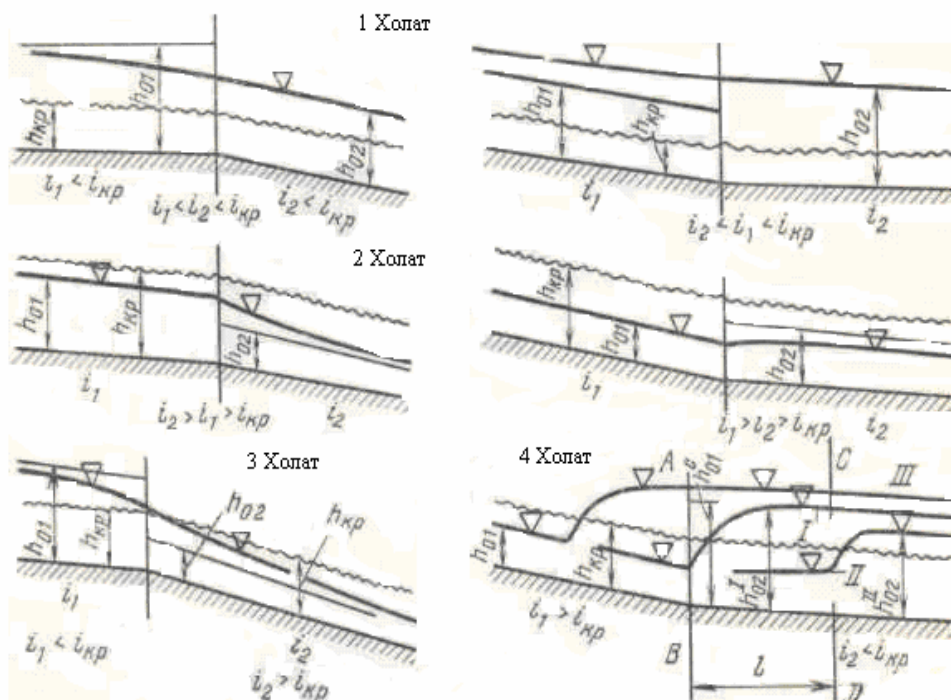 1 Холат
h₀₁
hкр
h₀₂
i₁ < iкр
i₁ < i₂ < iкр
i₂ < iкр
h₀₁
hкр
h₀₂
i₁
i₂ < i₁ < iкр
i₂
2 Холат
h₀₁
hкр
h₀₂
i₁
i₂ > i₁ > iкр
i₂
hкр
h₀₁
h₀₂
i₁
i₁ > i₂ > iкр
i₂
3 Холат
h₀₁
hкр
h₀₂
hкр
i₁
i₁ < iкр
i₂
i₂ > iкр
4 Холат
A
C
III
h₀₁
hкр
h₀₁ᶜ
I
h₀₂ᴵ
II
h₀₂ᴵᴵ
i₁ > iкр
B
l
i₂ < iкр